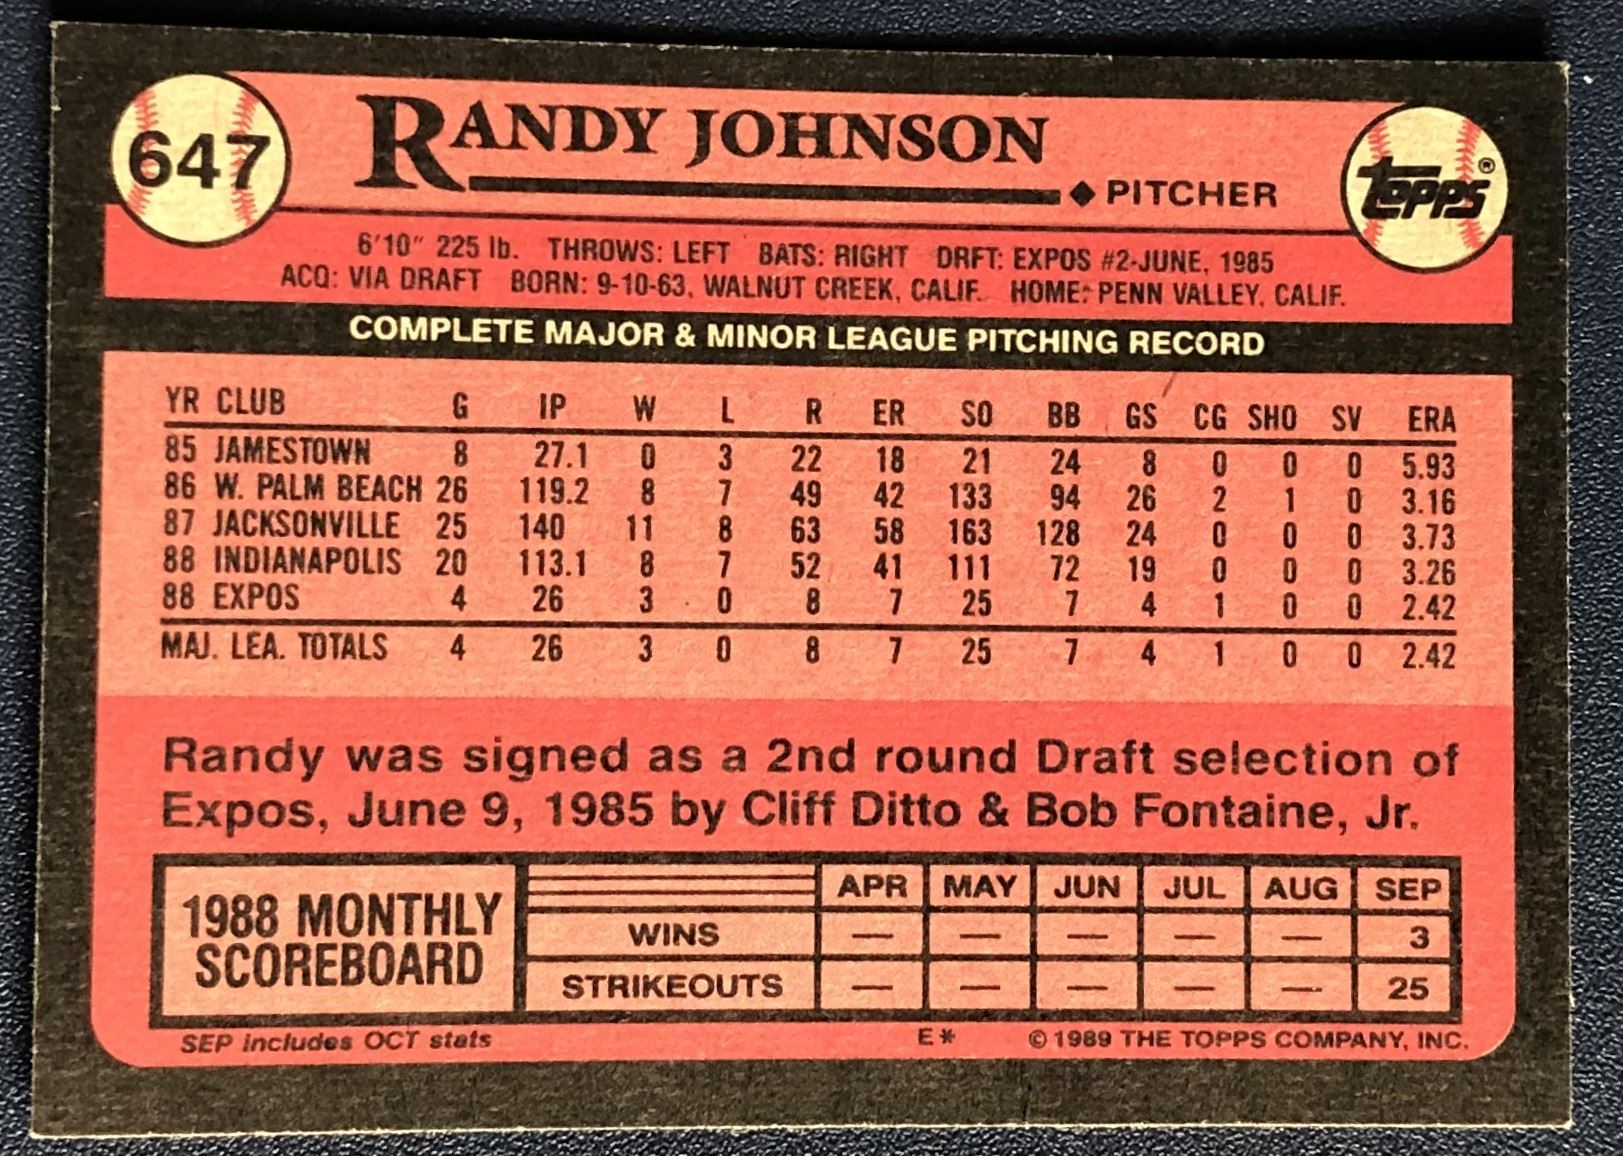 647
RANDY JOHNSON
◆ PITCHER
TOPPS®
6'10" 225 lb. THROWS: LEFT BATS: RIGHT DRFT: EXPOS #2-JUNE, 1985
ACQ: VIA DRAFT BORN: 9-10-63, WALNUT CREEK, CALIF. HOME: PENN VALLEY, CALIF.
COMPLETE MAJOR & MINOR LEAGUE PITCHING RECORD
YR CLUB G IP W L R ER SO BB GS CG SHO SV ERA
85 JAMESTOWN 8 27.1 0 3 22 18 21 24 8 0 0 0 5.93
86 W. PALM BEACH 26 119.2 8 7 49 42 133 94 26 2 1 0 3.16
87 JACKSONVILLE 25 140 11 8 63 58 163 128 24 0 0 0 3.73
88 INDIANAPOLIS 20 113.1 8 7 52 41 111 72 19 0 0 0 3.26
88 EXPOS 4 26 3 0 8 7 25 7 4 1 0 0 2.42
MAJ. LEA. TOTALS 4 26 3 0 8 7 25 7 4 1 0 0 2.42
Randy was signed as a 2nd round Draft selection of
Expos, June 9, 1985 by Cliff Ditto & Bob Fontaine, Jr.
1988 MONTHLY
SCOREBOARD
APR MAY JUN JUL AUG SEP
WINS — — — — — 3
STRIKEOUTS — — — — — 25
SEP includes OCT stats
E*
© 1989 THE TOPPS COMPANY, INC.